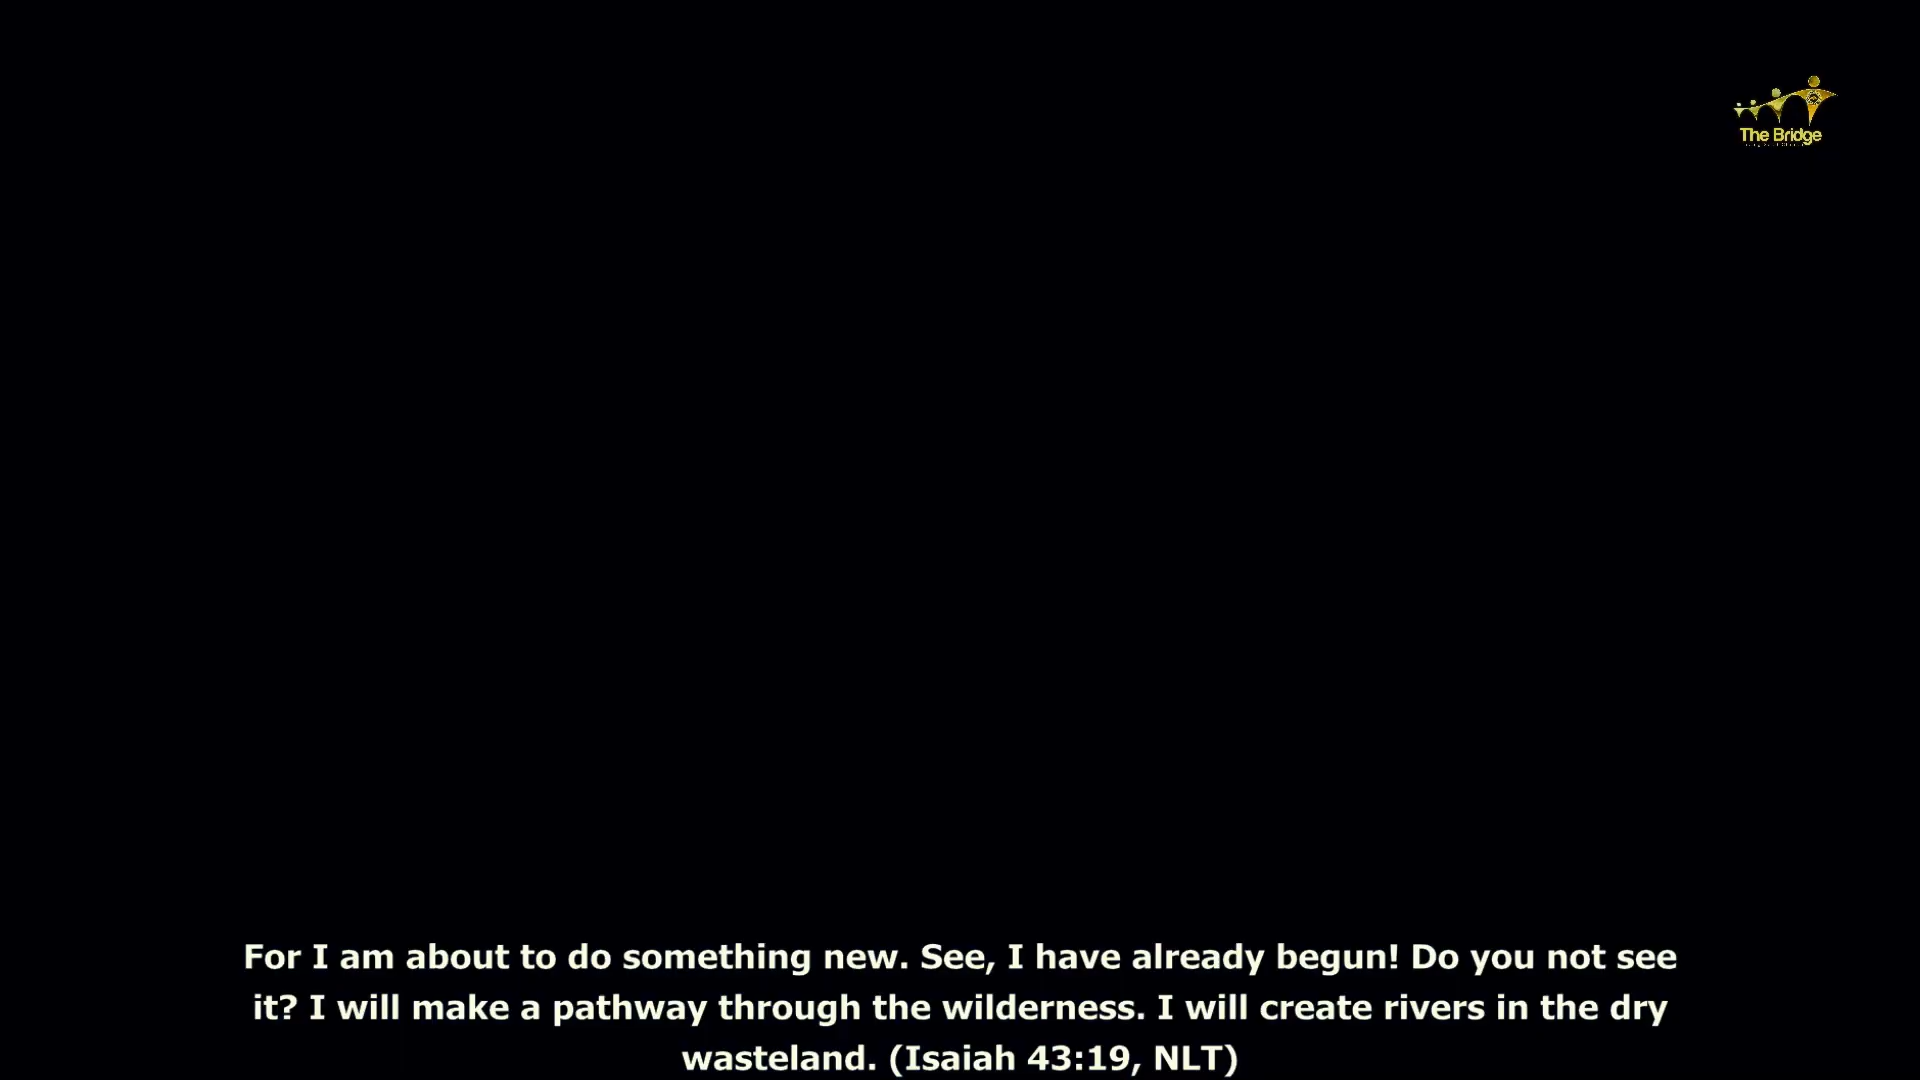 The Bridge
For I am about to do something new. See, I have already begun! Do you not see
it? I will make a pathway through the wilderness. I will create rivers in the dry
wasteland. (Isaiah 43:19, NLT)